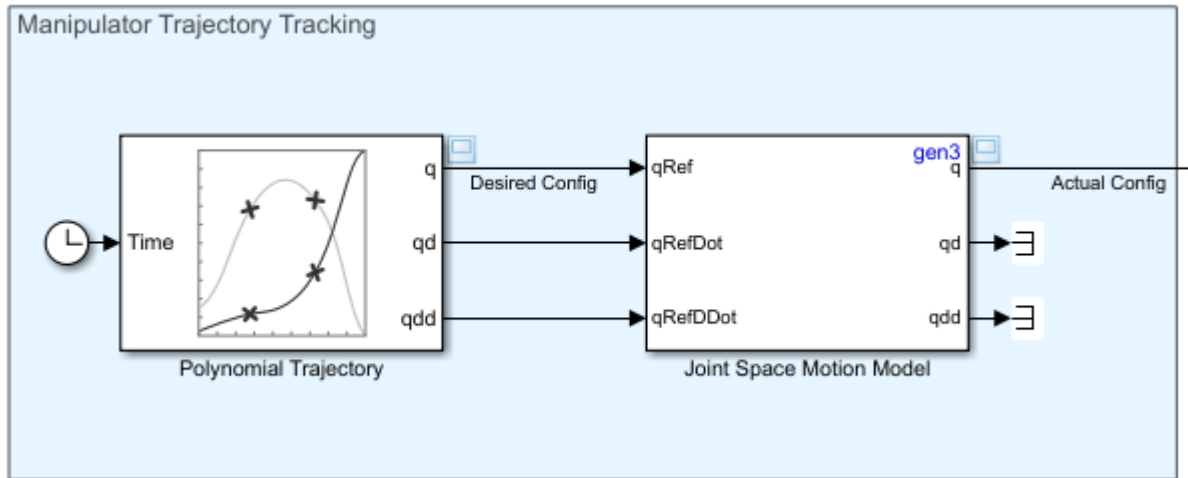 Manipulator Trajectory Tracking
gen3
q
Desired Config
qRef
q
Actual Config
Time
qd
qRefDot
qd
qdd
qRefDDot
qdd
Polynomial Trajectory
Joint Space Motion Model